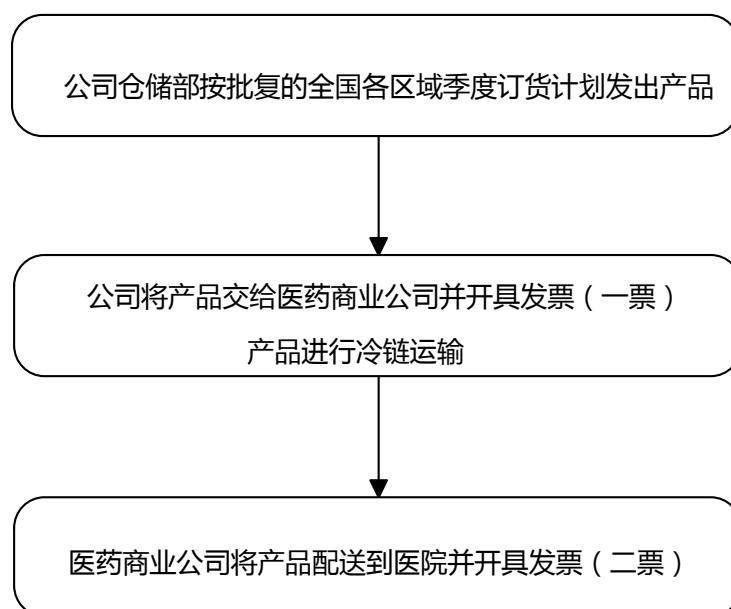 公司仓储部按批复的全国各区域季度订货计划发出产品
公司将产品交给医药商业公司并开具发票（一票）
产品进行冷链运输
医药商业公司将产品配送到医院并开具发票（二票）